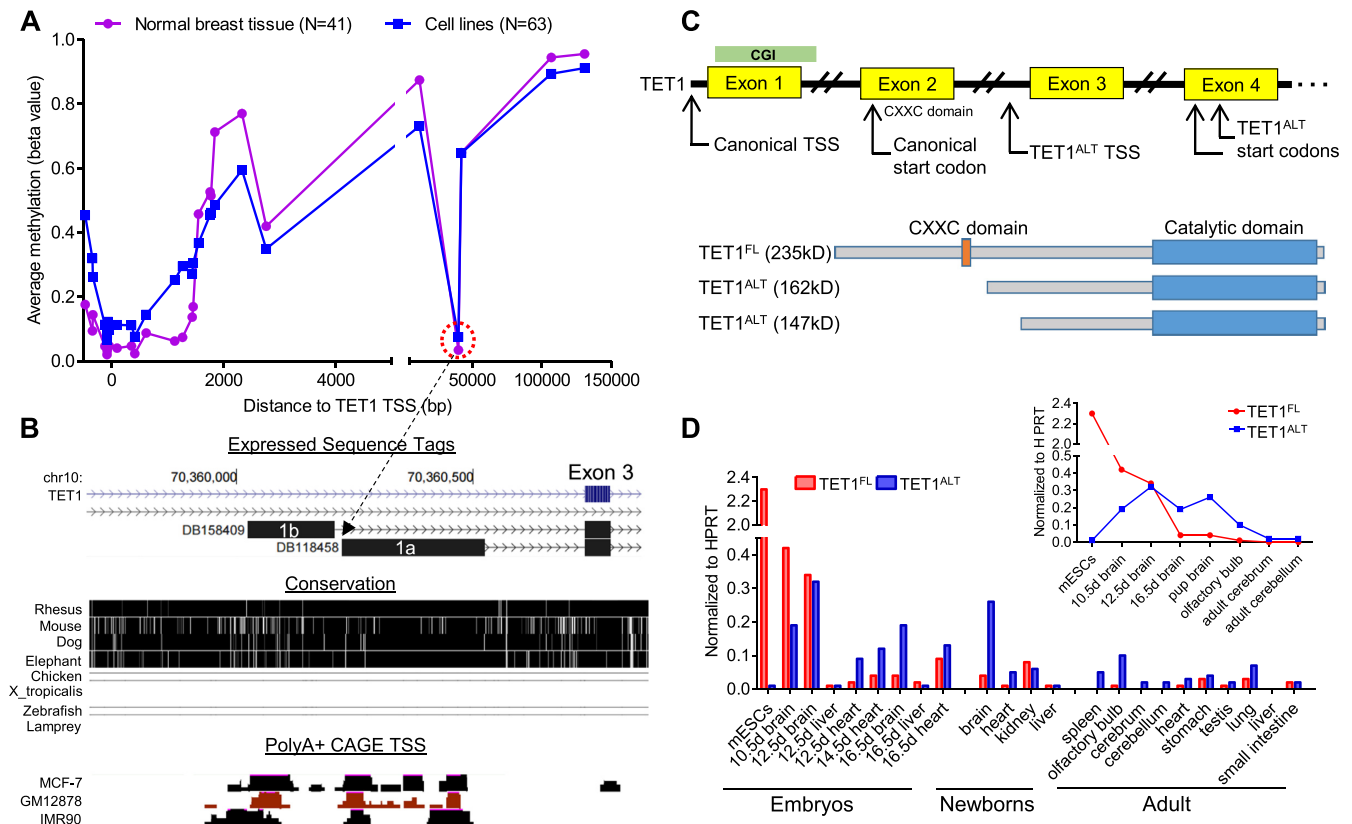 A
Normal breast tissue (N=41)
Cell lines (N=63)
Average methylation (beta value)
1.0
0.8
0.6
0.4
0.2
0.0
0
2000
4000
50000
100000
150000
Distance to TET1 TSS (bp)
B
Expressed Sequence Tags
chr10:
70,360,000
70,360,500
Exon 3
TET1
DB158409
1b
DB118458
1a
Conservation
Rhesus
Mouse
Dog
Elephant
Chicken
X_tropicalis
Zebrafish
Lamprey
PolyA+ CAGE TSS
MCF-7
GM12878
IMR90
C
CGI
TET1
Exon 1
Exon 2
Exon 3
Exon 4
CXXC domain
Canonical TSS
Canonical
start codon
TET1ALT TSS
TET1ALT
start codons
CXXC domain
Catalytic domain
TET1FL (235kD)
TET1ALT (162kD)
TET1ALT (147kD)
D
TET1FL
TET1ALT
Normalized to HPRT
2.4
2.2
2.0
0.4
0.3
0.2
0.1
0.0
mESCs
10.5d brain
12.5d brain
12.5d liver
12.5d heart
14.5d heart
16.5d brain
16.5d liver
16.5d heart
brain
heart
kidney
liver
spleen
olfactory bulb
cerebrum
cerebellum
heart
stomach
testis
lung
liver
small intestine
Embryos
Newborns
Adult
TET1FL
TET1ALT
Normalized to H PRT
2.4
2.2
2.0
0.5
0.3
0.2
0.1
0.0
mESCs
10.5d brain
12.5d brain
16.5d brain
pup brain
olfactory bulb
adult cerebrum
adult cerebellum